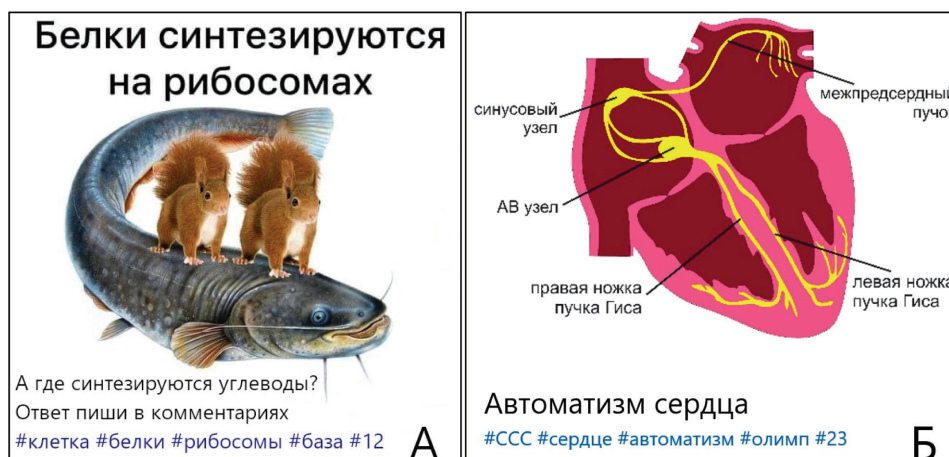 Белки синтезируются
на рибосомах
А где синтезируются углеводы?
Ответ пиши в комментариях
#клетка #белки #рибосомы #база #12
А
синусовый
узел
межпредсердный
пучо
АВ узел
правая ножка
пучка Гиса
левая ножка
пучка Гиса
Автоматизм сердца
#ССС #сердце #автоматизм #олимп #23
Б